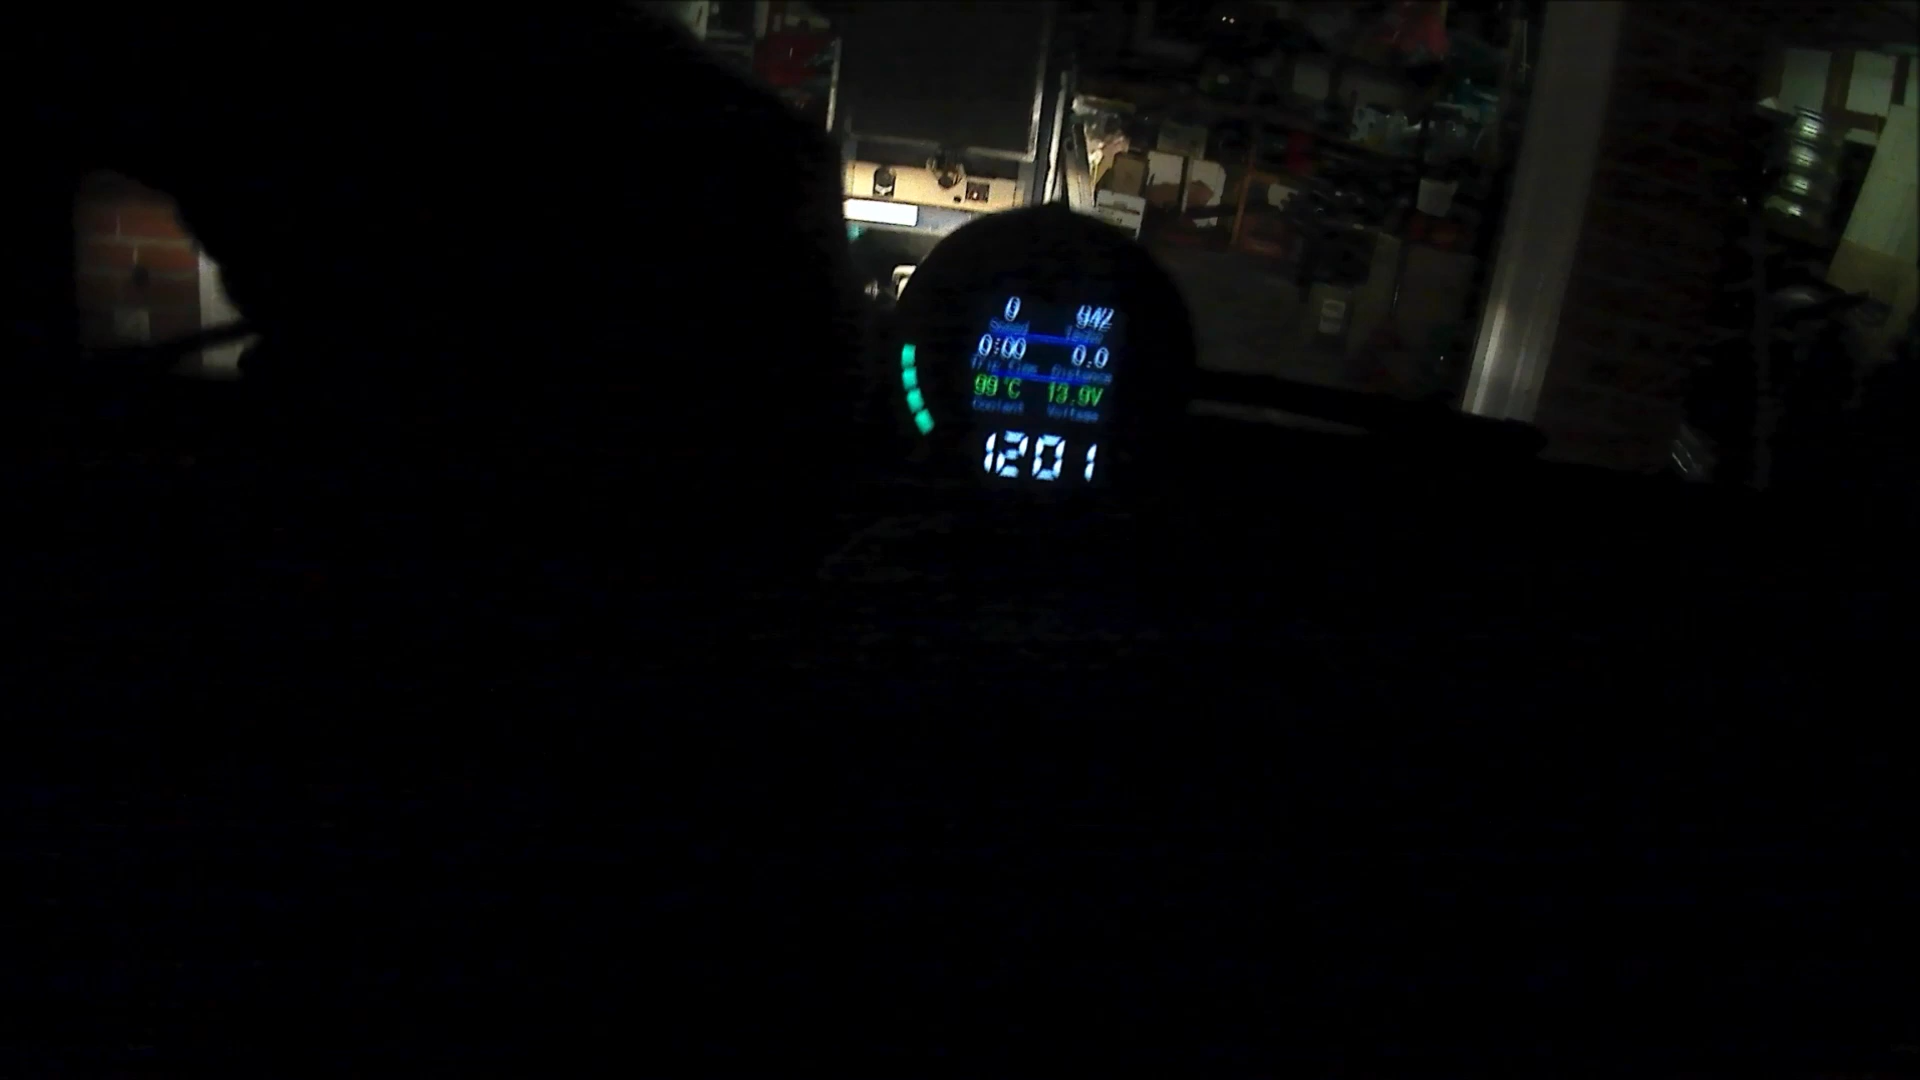 0 942
Speed
0:00 0.0
Trip time Distance
99°C 13.9V
Coolant Voltage
1201